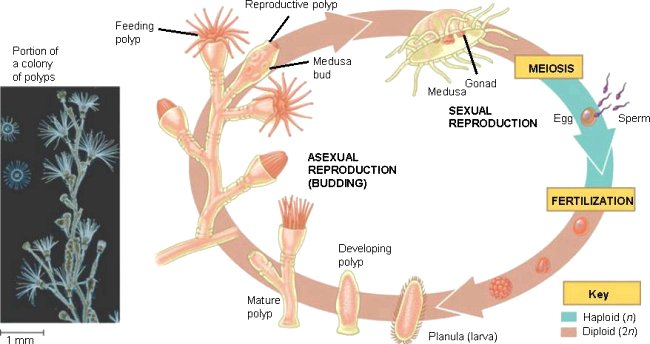 Portion of
a colony
of polyps
1 mm
Feeding
polyp
Reproductive polyp
Medusa
bud
ASEXUAL
REPRODUCTION
(BUDDING)
Medusa
Gonad
SEXUAL
REPRODUCTION
MEIOSIS
Egg
Sperm
FERTILIZATION
Developing
polyp
Mature
polyp
Planula (larva)
Key
Haploid (n)
Diploid (2n)